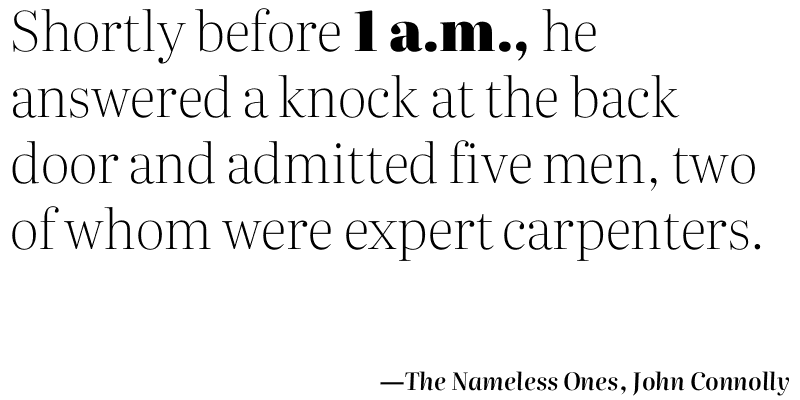 Shortly before 1 a.m., he
answered a knock at the back
door and admitted five men, two
of whom were expert carpenters.
—The Nameless Ones, John Connolly